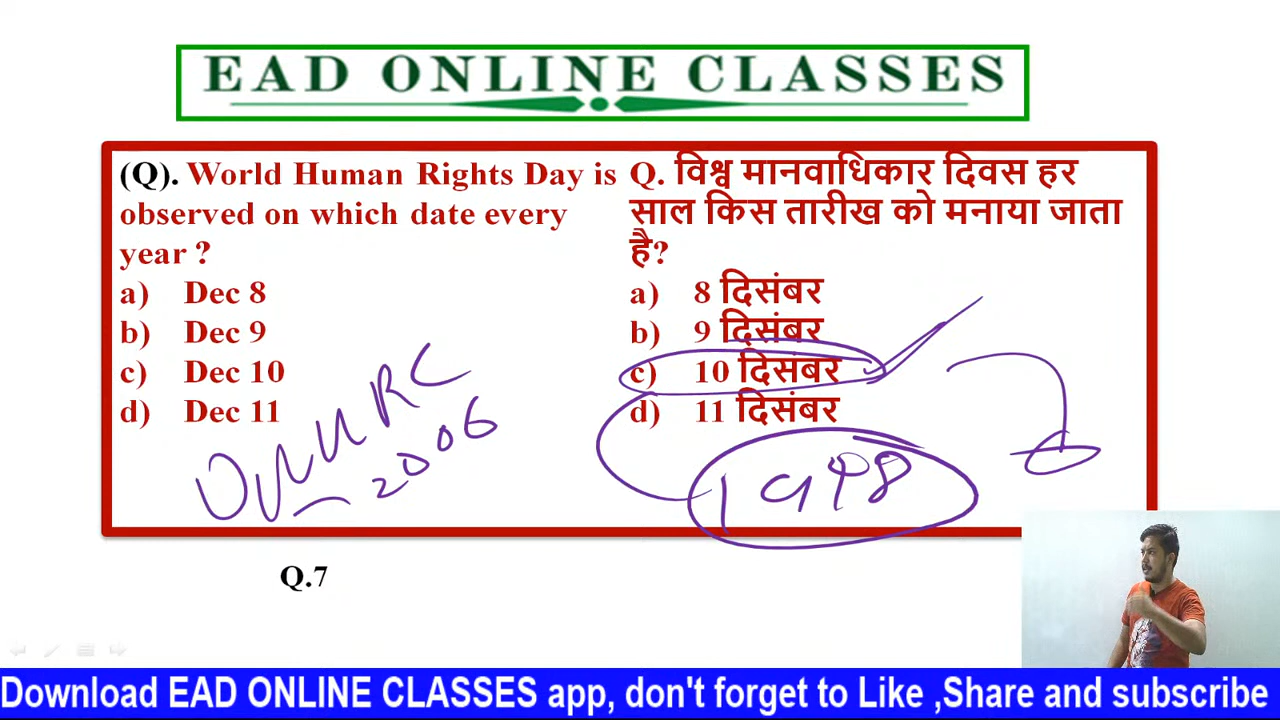 EAD ONLINE CLASSES
(Q). World Human Rights Day is
observed on which date every
year ?
a) Dec 8
b) Dec 9
c) Dec 10
d) Dec 11
Q. विश्व मानवाधिकार दिवस हर
साल किस तारीख को मनाया जाता
है?
a) 8 दिसंबर
b) 9 दिसंबर
c) 10 दिसंबर
d) 11 दिसंबर
2006
1948
Q.7
Download EAD ONLINE CLASSES app, don't forget to Like ,Share and subscribe